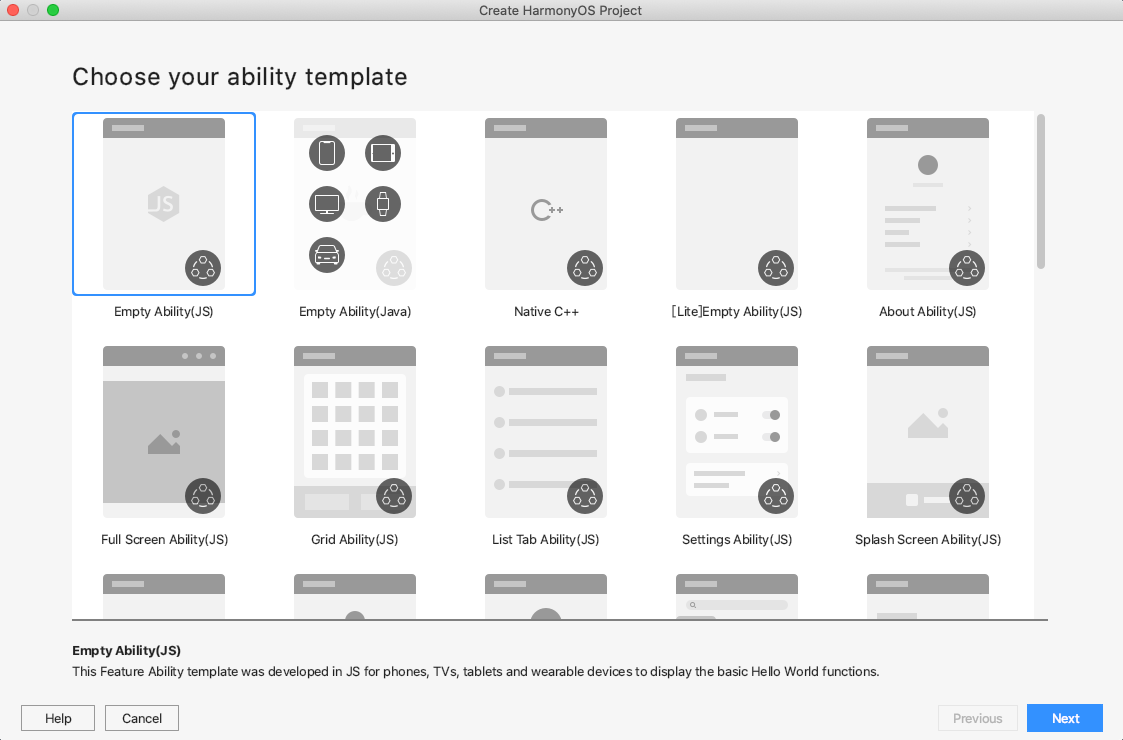 Create HarmonyOS Project
Choose your ability template
JS
C++
Empty Ability(JS)
Empty Ability(Java)
Native C++
[Lite]Empty Ability(JS)
About Ability(JS)
Full Screen Ability(JS)
Grid Ability(JS)
List Tab Ability(JS)
Settings Ability(JS)
Splash Screen Ability(JS)
Empty Ability(JS)
This Feature Ability template was developed in JS for phones, TVs, tablets and wearable devices to display the basic Hello World functions.
Help
Cancel
Previous
Next